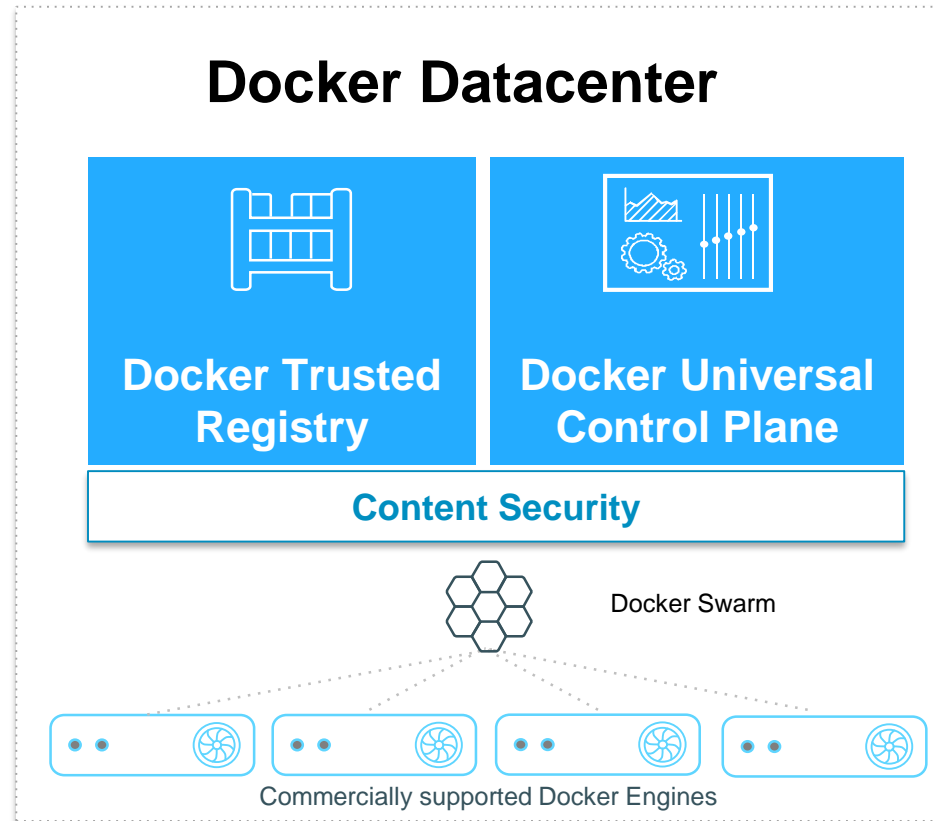 Docker Datacenter
Docker Trusted
Registry
Docker Universal
Control Plane
Content Security
Docker Swarm
Commercially supported Docker Engines